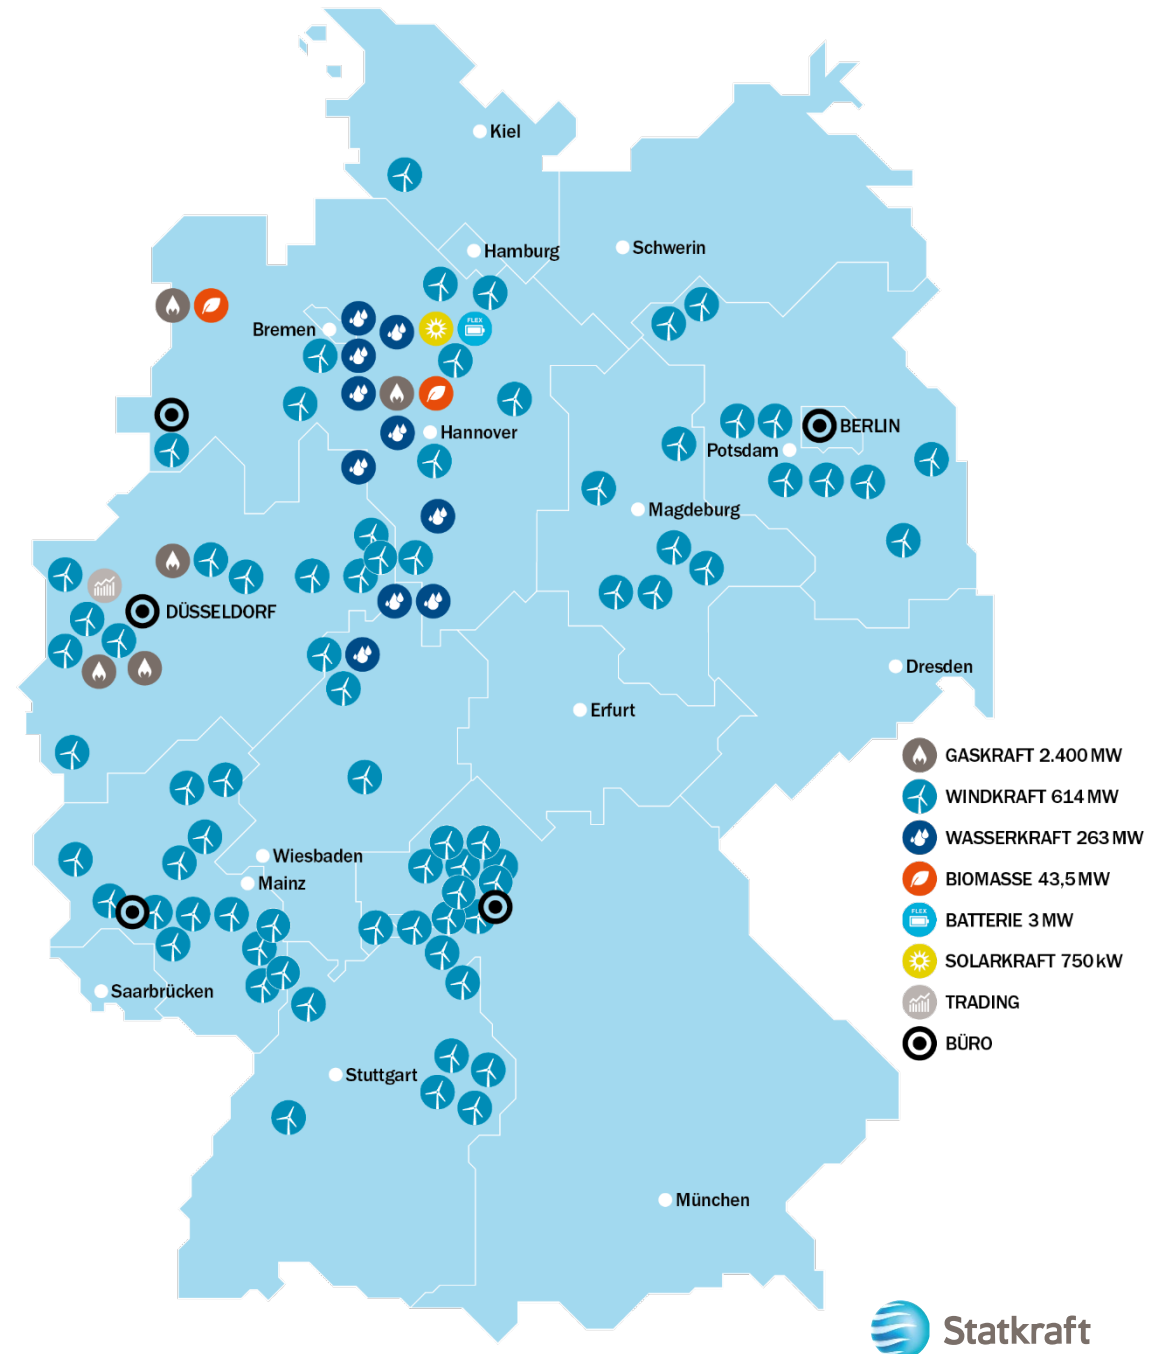 Kiel
Hamburg
Schwerin
Bremen
FLEX
Hannover
BERLIN
Potsdam
Magdeburg
DÜSSELDORF
Dresden
Erfurt
GASKRAFT 2.400 MW
WINDKRAFT 614 MW
WASSERKRAFT 263 MW
Wiesbaden
BIOMASSE 43,5 MW
Mainz
FLEX
BATTERIE 3 MW
SOLARKRAFT 750 kW
Saarbrücken
TRADING
BÜRO
Stuttgart
München
Statkraft